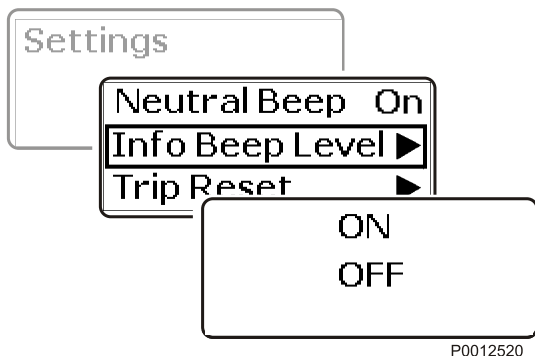 Settings
Neutral Beep On
Info Beep Level ▶
Trip Reset ▶
ON
OFF
P0012520